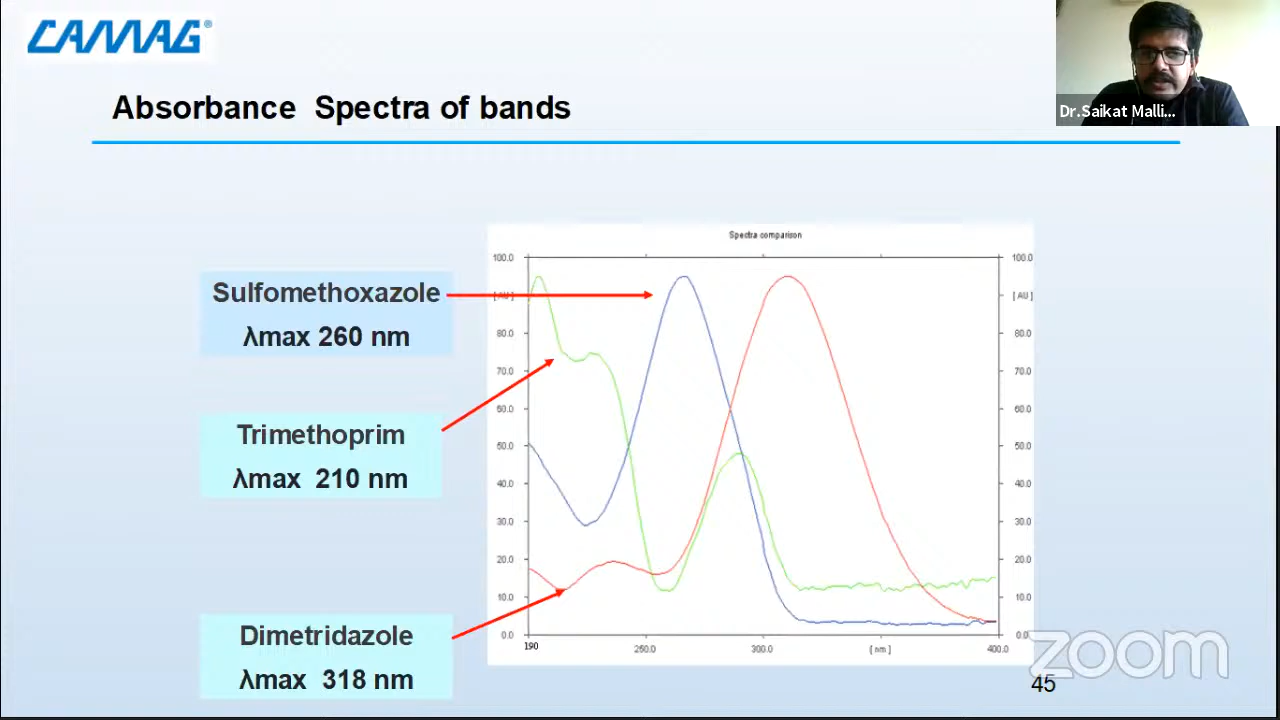 CAMAG®
Dr.Saikat Malli...
Absorbance Spectra of bands
Spectra comparison
100.0 100.0
[ AU ] [ AU ]
Sulfomethoxazole
λmax 260 nm
80.0 80.0
70.0 70.0
60.0 60.0
Trimethoprim
λmax 210 nm
50.0 50.0
40.0 40.0
30.0 30.0
20.0 20.0
10.0 10.0
0.0 0.0
Dimetridazole
λmax 318 nm
190 250.0 300.0 [ nm ] 400.0
zoom
45